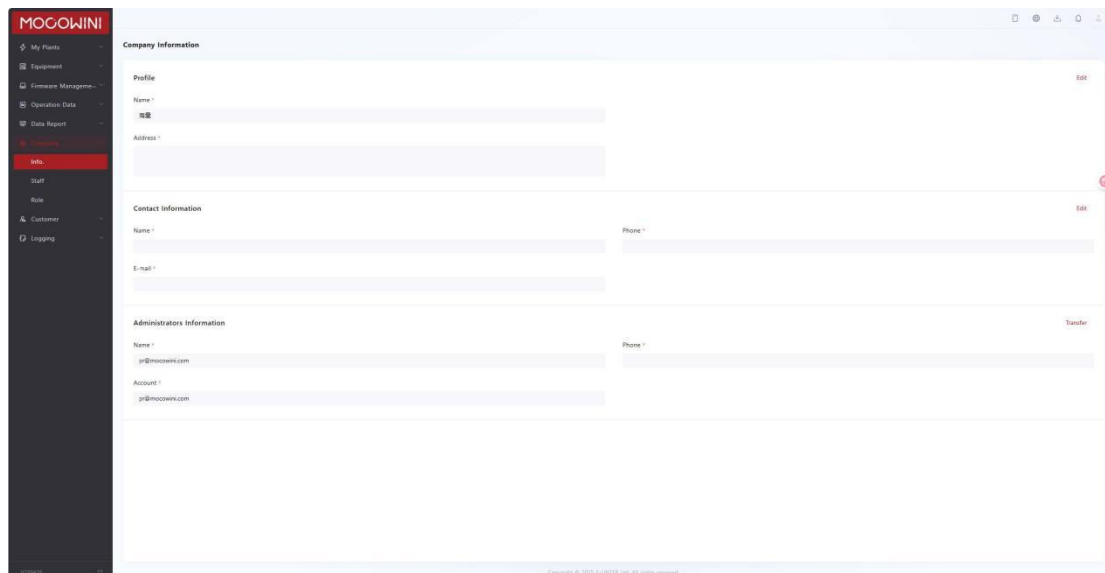 MOCOWINI
My Plants
Equipment
Firmware Manageme...
Operation Data
Data Report
Company
Info.
Staff
Role
Customer
Logging
Company Information
Profile
Edit
Name *
Address *
Contact Information
Edit
Name *
Phone *
E-mail *
Administrators Information
Transfer
Name *
Phone *
pr@mocowini.com
Account *
pr@mocowini.com